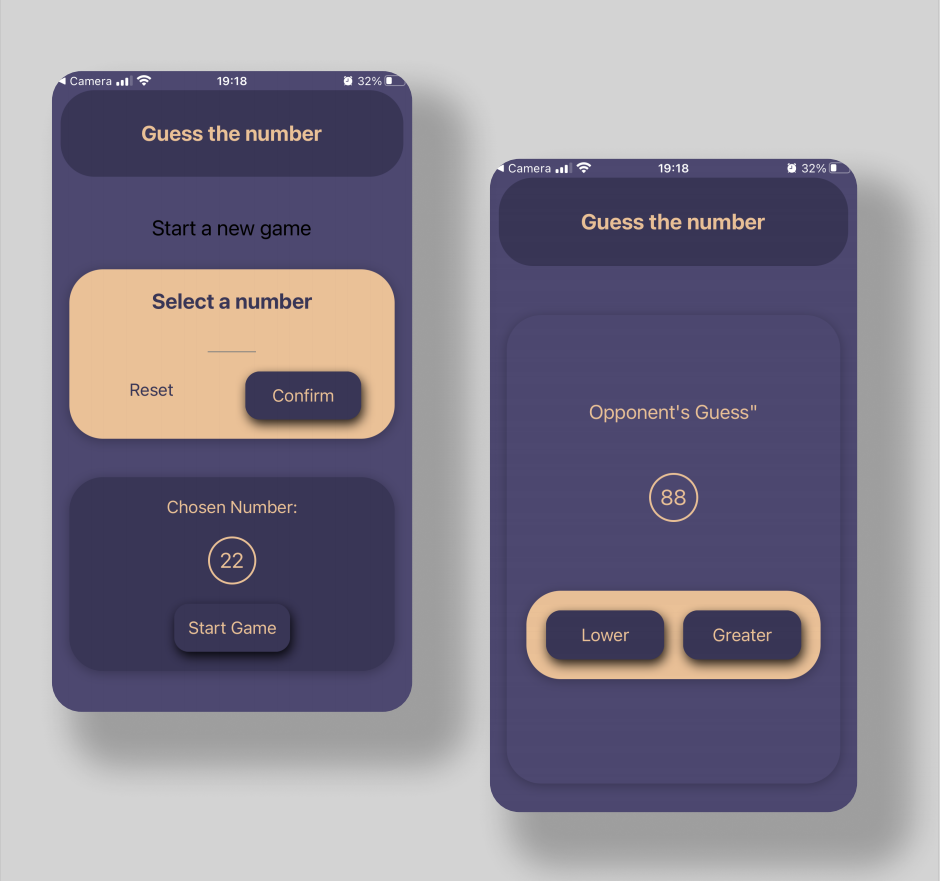 Camera 19:18 32%
Guess the number
Start a new game
Select a number
Reset Confirm
Chosen Number:
22
Start Game
Camera 19:18 32%
Guess the number
Opponent's Guess"
88
Lower Greater